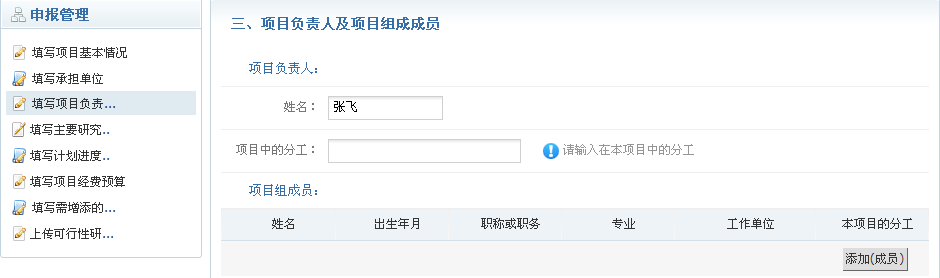 申报管理
填写项目基本情况
填写承担单位
填写项目负责...
填写主要研究..
填写计划进度..
填写项目经费预算
填写需增添的...
上传可行性研...
三、项目负责人及项目组成成员
项目负责人：
姓名： 张飞
项目中的分工： 请输入在本项目中的分工
项目组成员：
姓名 出生年月 职称或职务 专业 工作单位 本项目的分工
添加(成员)